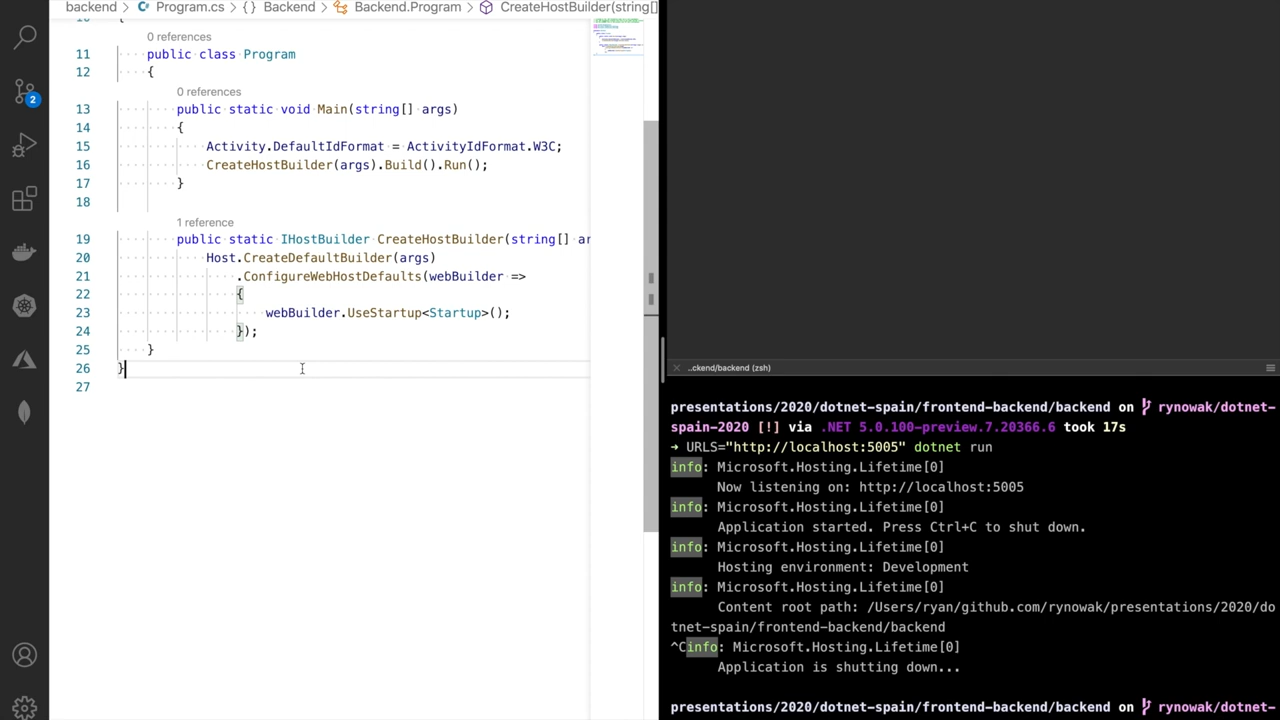 backend > Program.cs > {} Backend > Backend.Program > CreateHostBuilder(string[]
10 {
0 references
11 public class Program
12 {
0 references
13 public static void Main(string[] args)
14 {
15 Activity.DefaultIdFormat = ActivityIdFormat.W3C;
16 CreateHostBuilder(args).Build().Run();
17 }
18
1 reference
19 public static IHostBuilder CreateHostBuilder(string[] ar
20 Host.CreateDefaultBuilder(args)
21 .ConfigureWebHostDefaults(webBuilder =>
22 {
23 webBuilder.UseStartup<Startup>();
24 });
25 }
26 }
27
2
..ckend/backend (zsh)
presentations/2020/dotnet-spain/frontend-backend/backend on rynowak/dotnet-
spain-2020 [!] via .NET 5.0.100-preview.7.20366.6 took 17s
→ URLS="http://localhost:5005" dotnet run
info: Microsoft.Hosting.Lifetime[0]
Now listening on: http://localhost:5005
info: Microsoft.Hosting.Lifetime[0]
Application started. Press Ctrl+C to shut down.
info: Microsoft.Hosting.Lifetime[0]
Hosting environment: Development
info: Microsoft.Hosting.Lifetime[0]
Content root path: /Users/ryan/github.com/rynowak/presentations/2020/do
tnet-spain/frontend-backend/backend
^Cinfo: Microsoft.Hosting.Lifetime[0]
Application is shutting down...
presentations/2020/dotnet-spain/frontend-backend/backend on rynowak/dotnet-